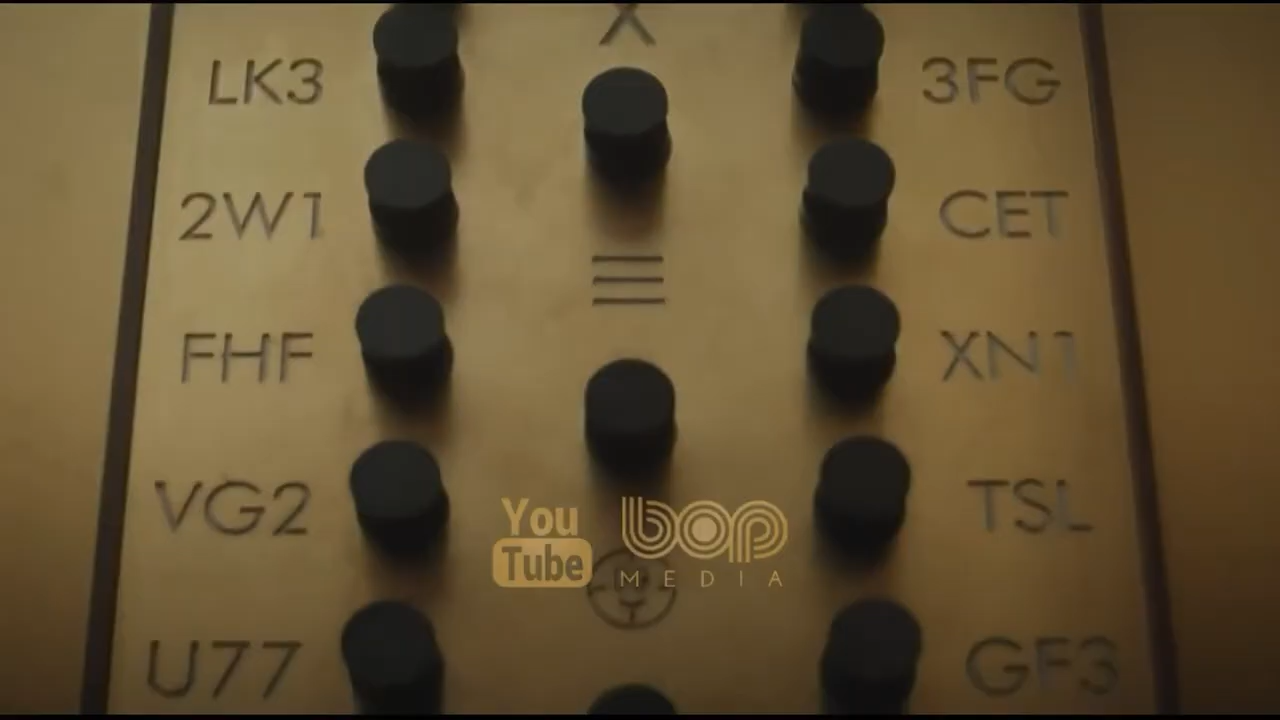 X
LK3 3FG
2W1 CET
FHF XN1
VG2 TSL
You bop
Tube MEDIA
U77 GF3